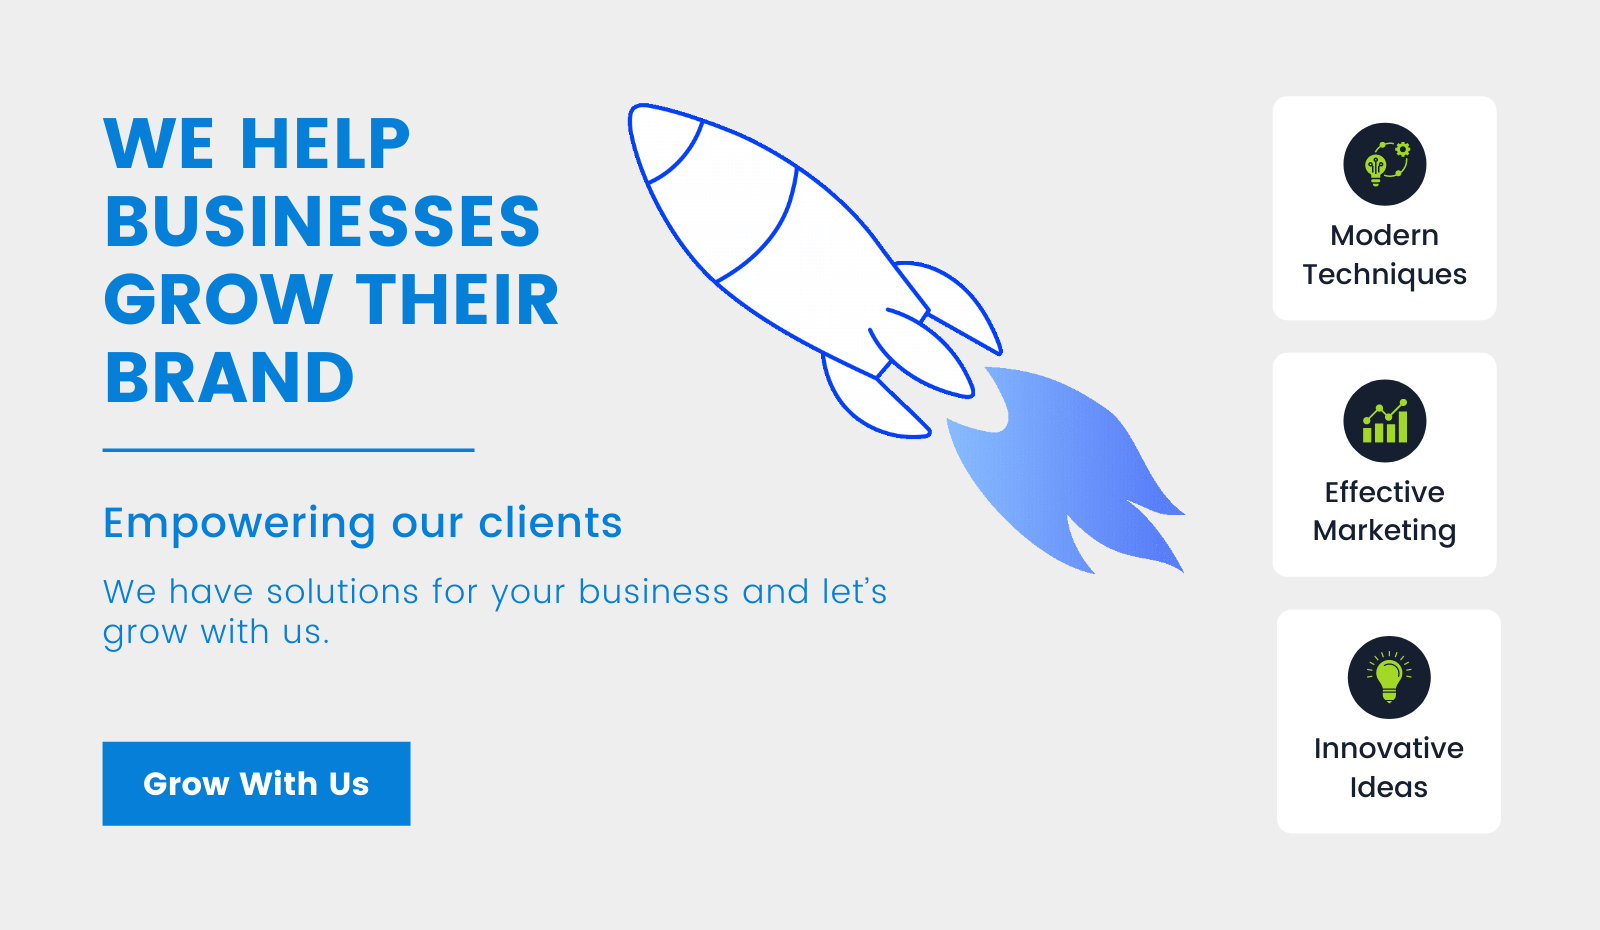 WE HELP
BUSINESSES
GROW THEIR
BRAND
Empowering our clients
We have solutions for your business and let's
grow with us.
Grow With Us
Modern
Techniques
Effective
Marketing
Innovative
Ideas